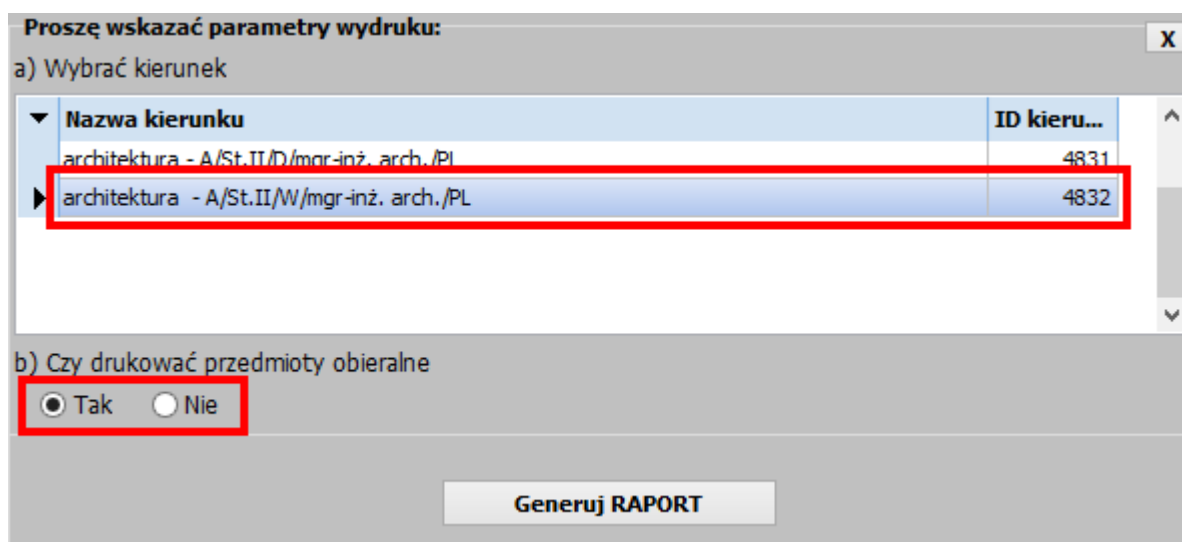 Proszę wskazać parametry wydruku:
X
a) Wybrać kierunek
Nazwa kierunku ID kieru...
architektura - A/St.II/D/mgr-inż. arch./PL 4831
architektura - A/St.II/W/mgr-inż. arch./PL 4832
b) Czy drukować przedmioty obieralne
Tak Nie
Generuj RAPORT